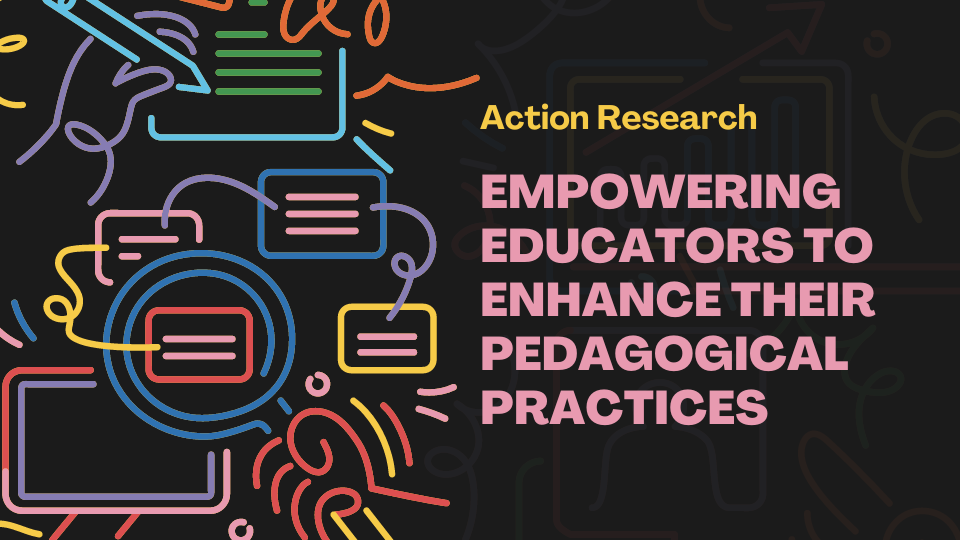 Action Research
EMPOWERING
EDUCATORS TO
ENHANCE THEIR
PEDAGOGICAL
PRACTICES